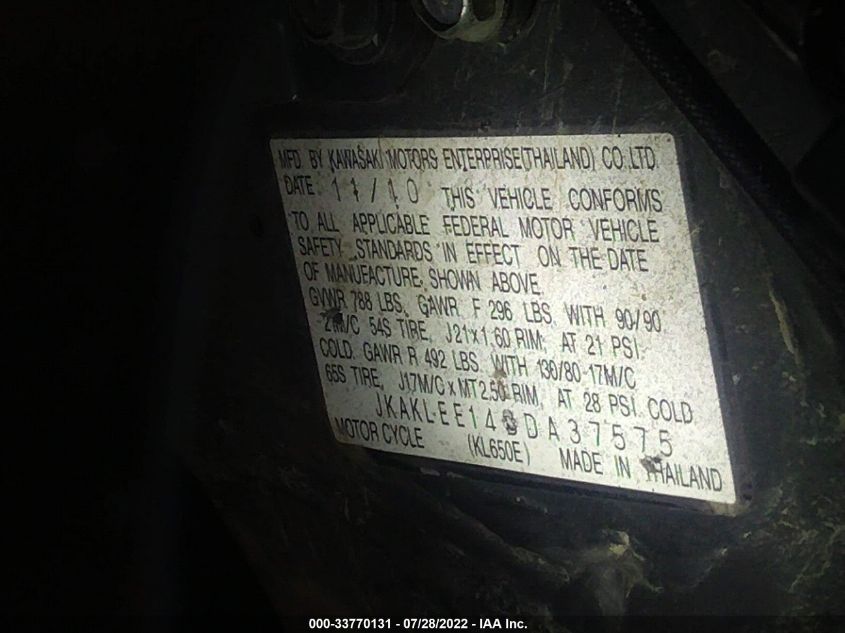 MFD. BY KAWASAKI MOTORS ENTERPRISE(THAILAND) CO.,LTD.
DATE 11/10 THIS VEHICLE CONFORMS
TO ALL APPLICABLE FEDERAL MOTOR VEHICLE
SAFETY STANDARDS IN EFFECT ON THE DATE
OF MANUFACTURE, SHOWN ABOVE.
GVWR 788 LBS. GAWR F 296 LBS. WITH 90/90
-21M/C 54S TIRE, J21x1.60 RIM, AT 21 PSI.
COLD. GAWR R 492 LBS. WITH 130/80-17M/C
65S TIRE, J17M/C x MT2.50 RIM, AT 28 PSI. COLD
MOTOR CYCLE (KL650E) MADE IN THAILAND
000-33770131 - 07/28/2022 - IAA Inc.